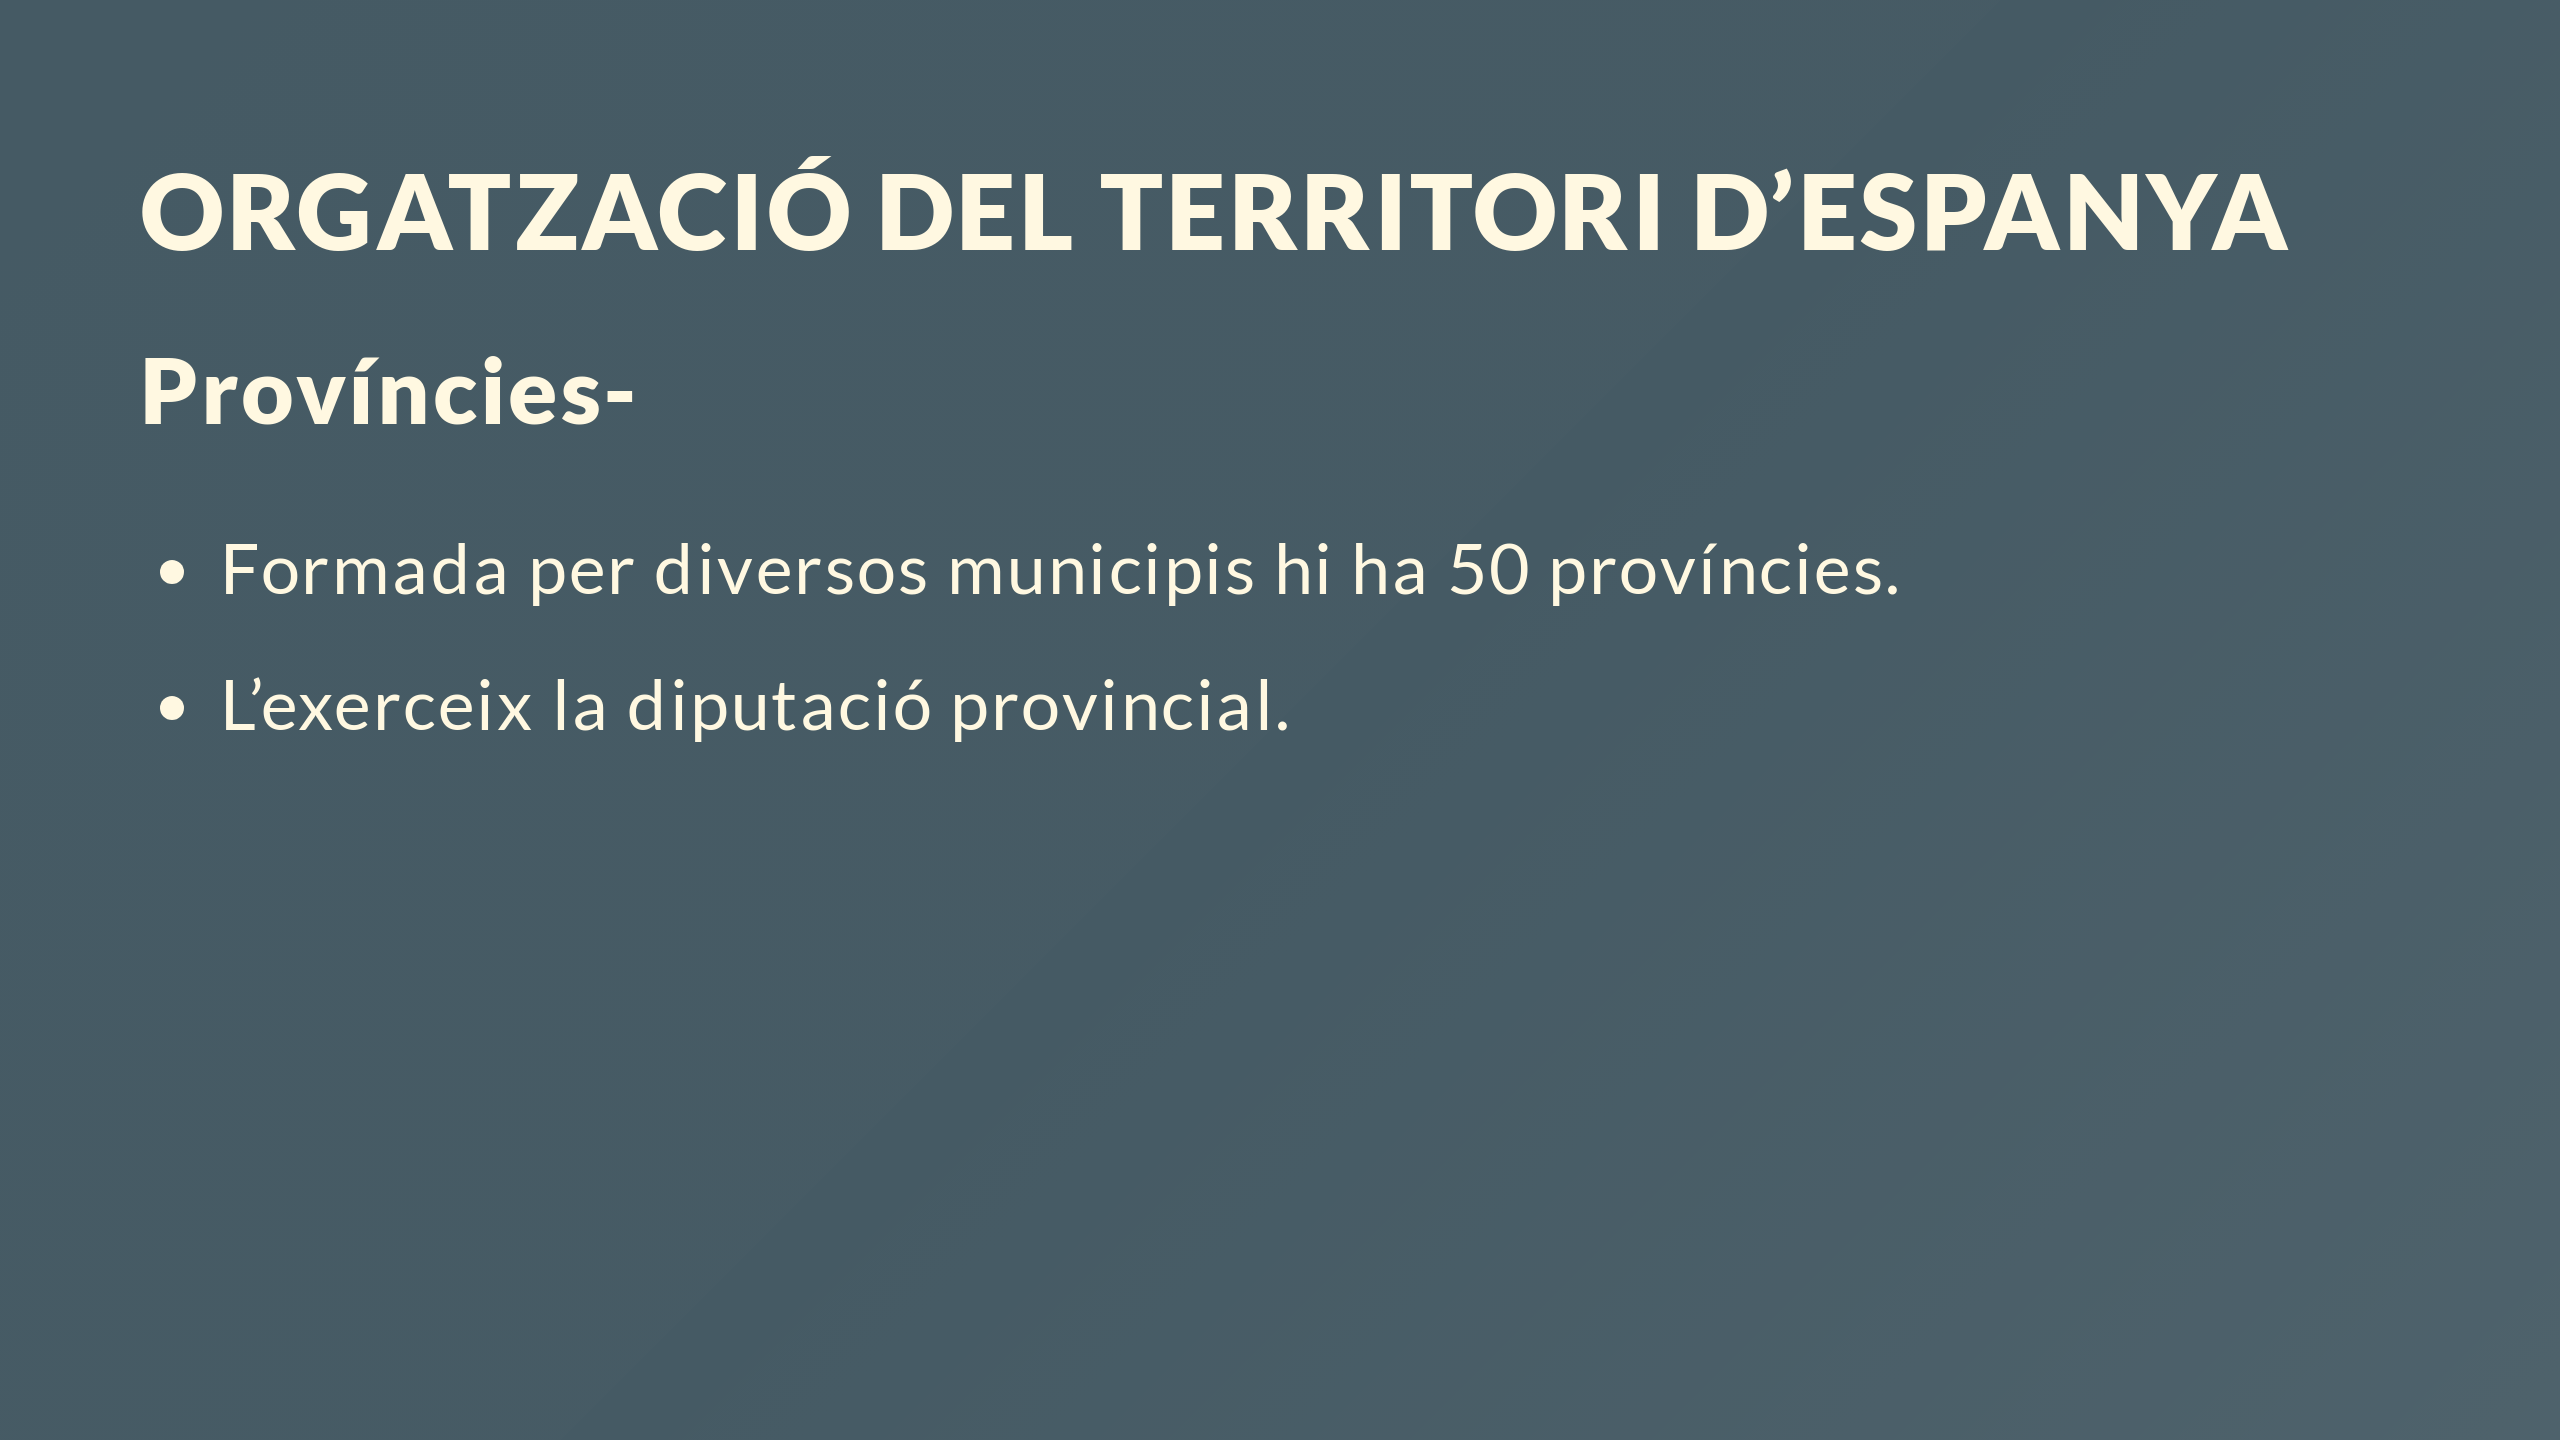 ORGATZACIÓ DEL TERRITORI D’ESPANYA
Províncies-
• Formada per diversos municipis hi ha 50 províncies.
• L’exerceix la diputació provincial.